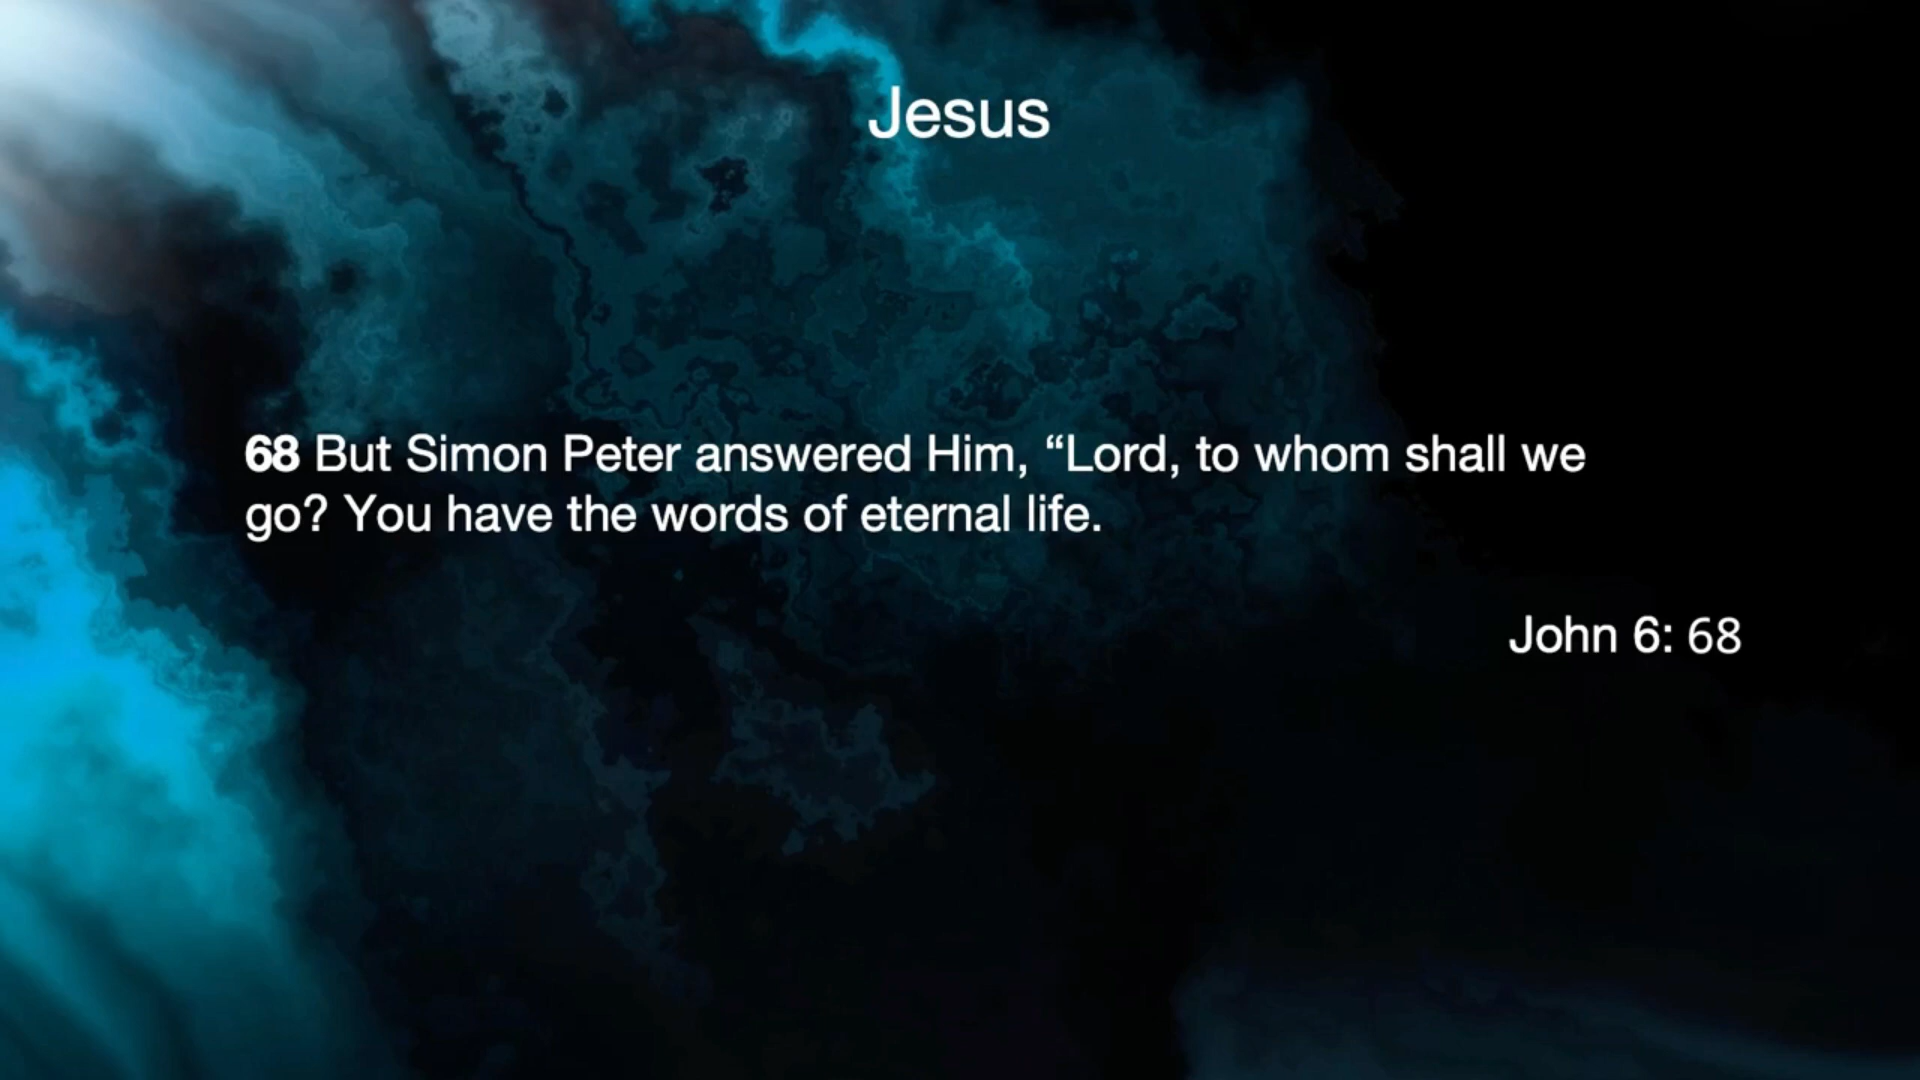 Jesus
68 But Simon Peter answered Him, “Lord, to whom shall we
go? You have the words of eternal life.
John 6: 68